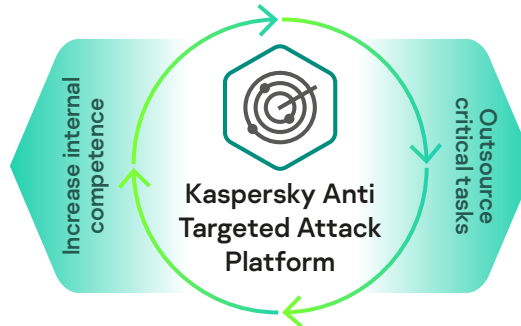 Increase internal
competence
Kaspersky Anti
Targeted Attack
Platform
Outsource
critical tasks